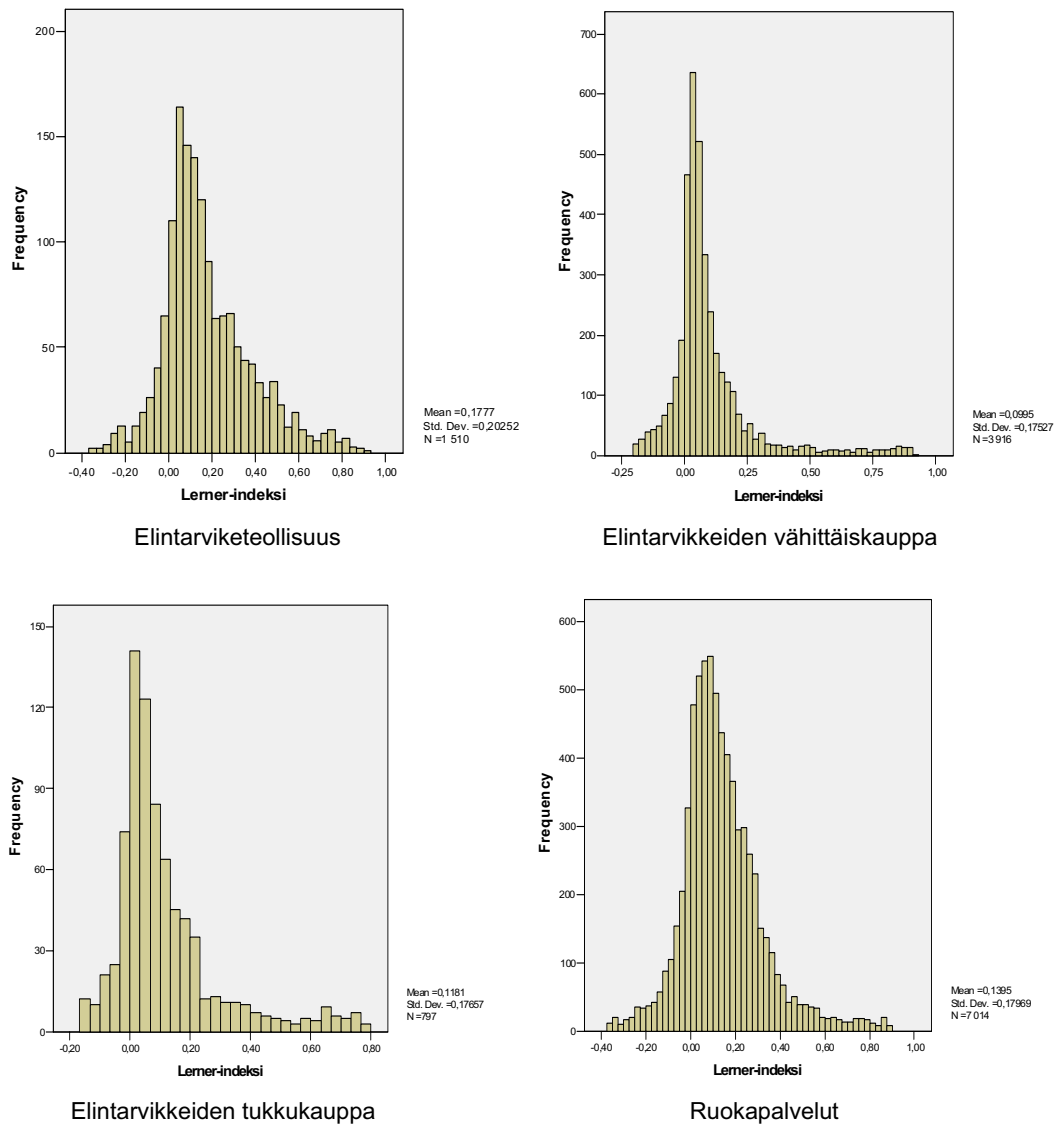 200
150
100
50
0
Frequency
-0,40 -0,20 0,00 0,20 0,40 0,60 0,80 1,00
Lerner-indeksi
Mean =0,1777
Std. Dev. =0,20252
N =1 510
Elintarviketeollisuus
700
600
500
400
300
200
100
0
Frequency
-0,25 0,00 0,25 0,50 0,75 1,00
Lerner-indeksi
Mean =0,0995
Std. Dev. =0,17527
N =3 916
Elintarvikkeiden vähittäiskauppa
150
120
90
60
30
0
Frequency
-0,20 0,00 0,20 0,40 0,60 0,80
Lerner-indeksi
Mean =0,1181
Std. Dev. =0,17657
N =797
Elintarvikkeiden tukkukauppa
600
500
400
300
200
100
0
Frequency
-0,40 -0,20 0,00 0,20 0,40 0,60 0,80 1,00
Lerner-indeksi
Mean =0,1395
Std. Dev. =0,17969
N =7 014
Ruokapalvelut